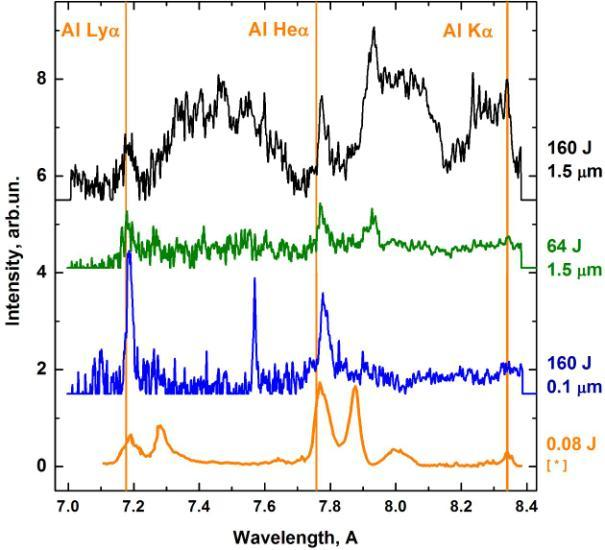 Al Lyα
Al Heα
Al Kα
8
6
4
2
0
160 J
1.5 μm
64 J
1.5 μm
160 J
0.1 μm
0.08 J
[*]
Intensity, arb.un.
7.0 7.2 7.4 7.6 7.8 8.0 8.2 8.4
Wavelength, A